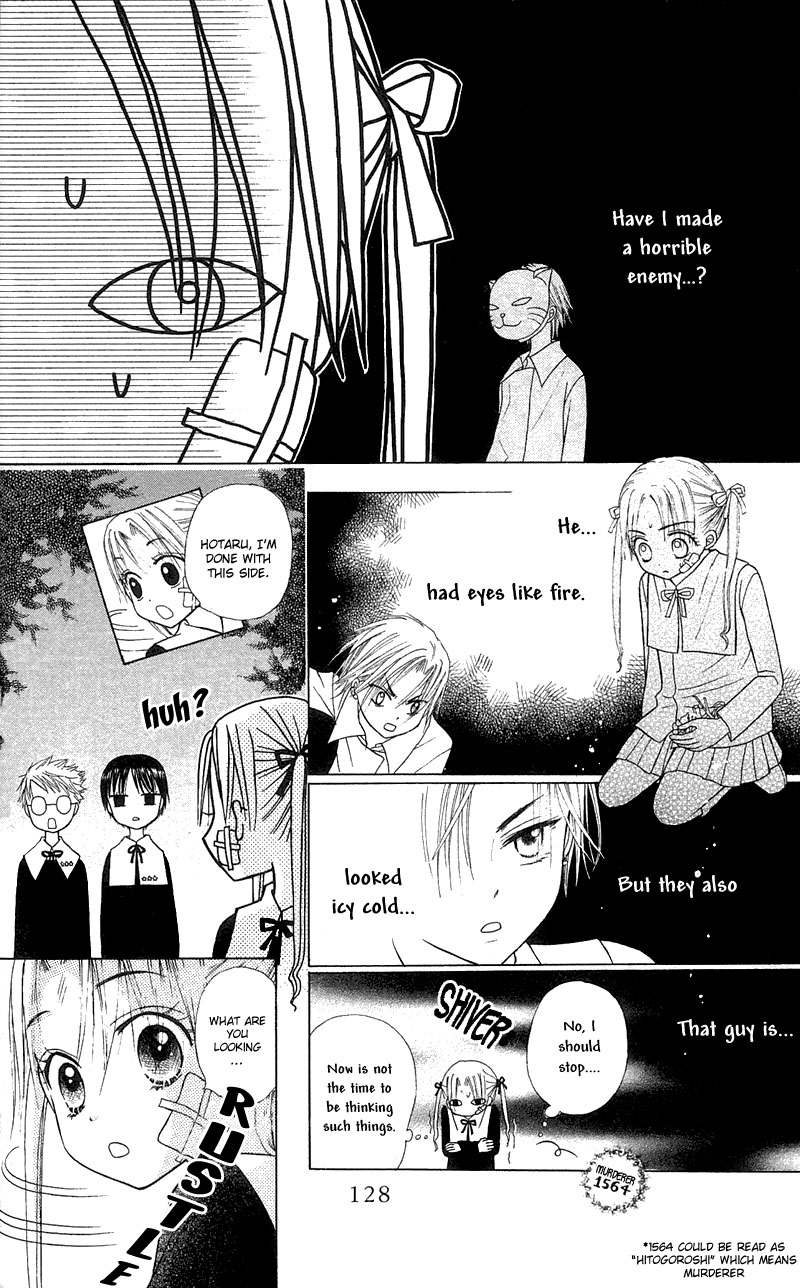 Have I made
a horrible
enemy...?
He...
had eyes like fire.
But they also
looked
icy cold...
That guy is...
No, I
should
stop....
SHIVER
Now is not
the time to
be thinking
such things.
MURDERER
1564
HOTARU, I'M
DONE WITH
THIS SIDE.
huh?
WHAT ARE
YOU
LOOKING
...
RUSTLE
128
*1564 COULD BE READ AS
"HITOGOROSHI" WHICH MEANS
MURDERER